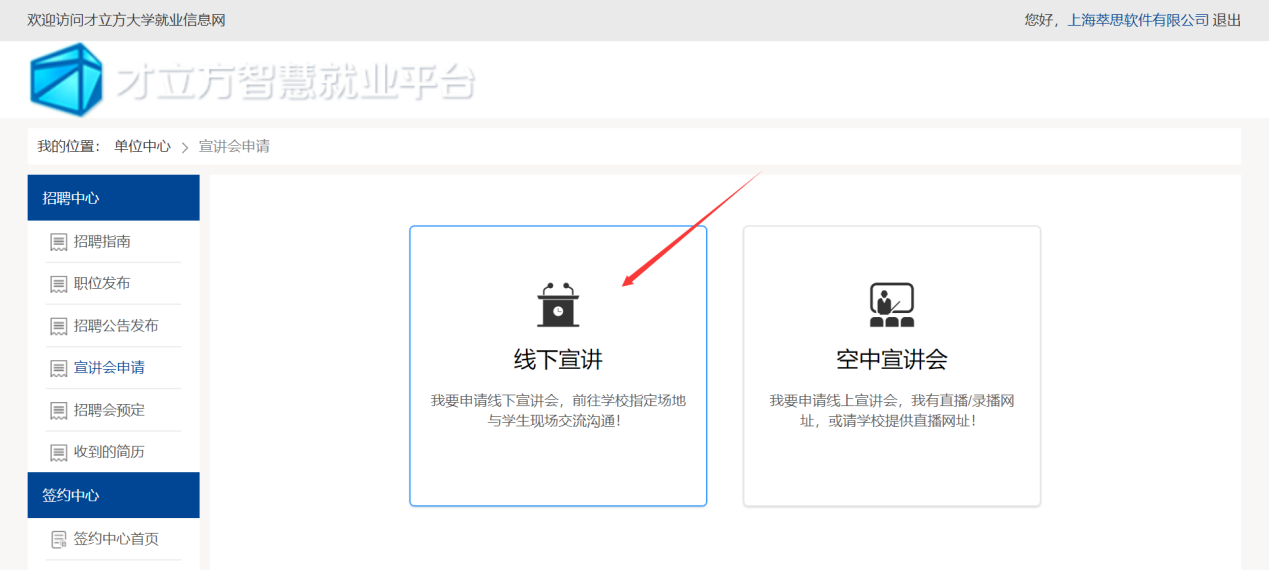 欢迎访问才立方大学就业信息网
您好，上海萃思软件有限公司 退出
才立方智慧就业平台
我的位置： 单位中心 > 宣讲会申请
招聘中心
招聘指南
职位发布
招聘公告发布
宣讲会申请
招聘会预定
收到的简历
签约中心
签约中心首页
线下宣讲
我要申请线下宣讲会，前往学校指定场地
与学生现场交流沟通！
空中宣讲会
我要申请线上宣讲会，我有直播/录播网
址，或请学校提供直播网址！